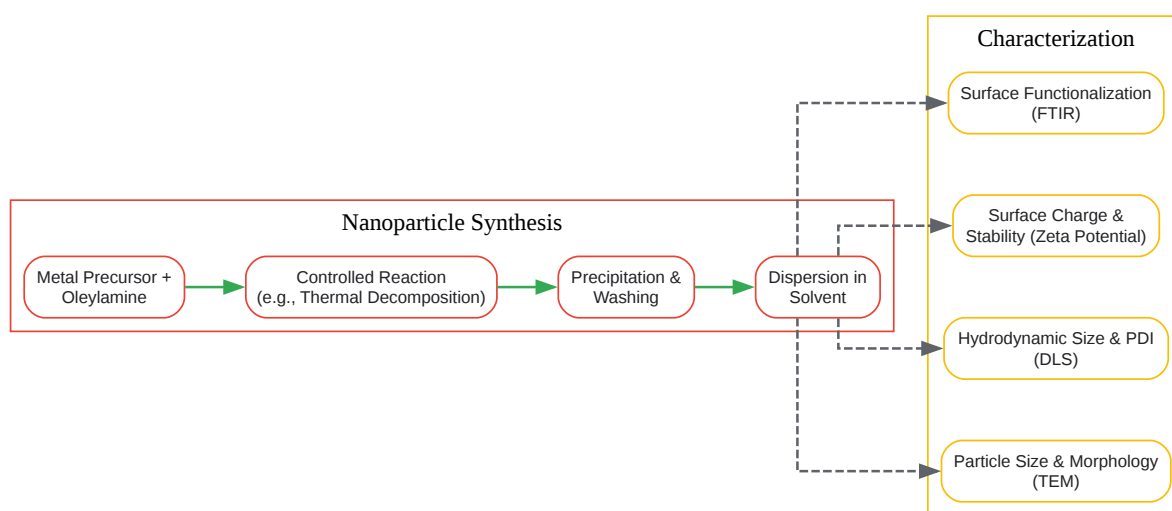 Characterization
Surface Functionalization
(FTIR)
Surface Charge &
Stability (Zeta Potential)
Nanoparticle Synthesis
Metal Precursor +
Oleylamine
Controlled Reaction
(e.g., Thermal Decomposition)
Precipitation &
Washing
Dispersion in
Solvent
Hydrodynamic Size & PDI
(DLS)
Particle Size & Morphology
(TEM)